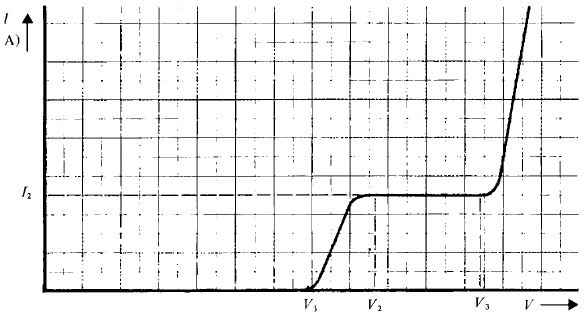 I
A)
I₂
V₁ V₂ V₃ V